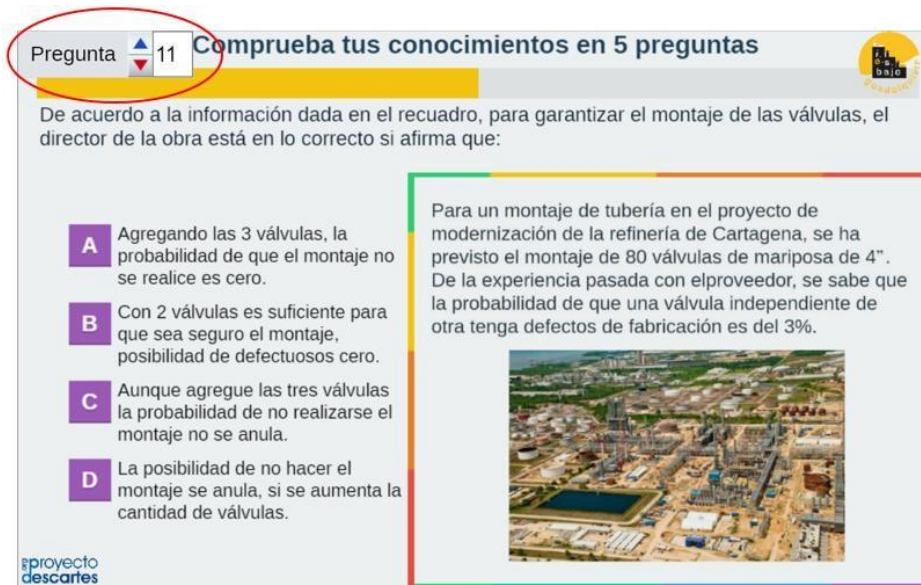 Pregunta 11
Comprueba tus conocimientos en 5 preguntas
i.e.s.
bajo
guadalquivir
De acuerdo a la información dada en el recuadro, para garantizar el montaje de las válvulas, el
director de la obra está en lo correcto si afirma que:
A
Agregando las 3 válvulas, la
probabilidad de que el montaje no
se realice es cero.
B
Con 2 válvulas es suficiente para
que sea seguro el montaje,
posibilidad de defectuosos cero.
C
Aunque agregue las tres válvulas
la probabilidad de no realizarse el
montaje no se anula.
D
La posibilidad de no hacer el
montaje se anula, si se aumenta la
cantidad de válvulas.
Para un montaje de tubería en el proyecto de
modernización de la refinería de Cartagena, se ha
previsto el montaje de 80 válvulas de mariposa de 4”.
De la experiencia pasada con elproveedor, se sabe que
la probabilidad de que una válvula independiente de
otra tenga defectos de fabricación es del 3%.
proyecto
descartes